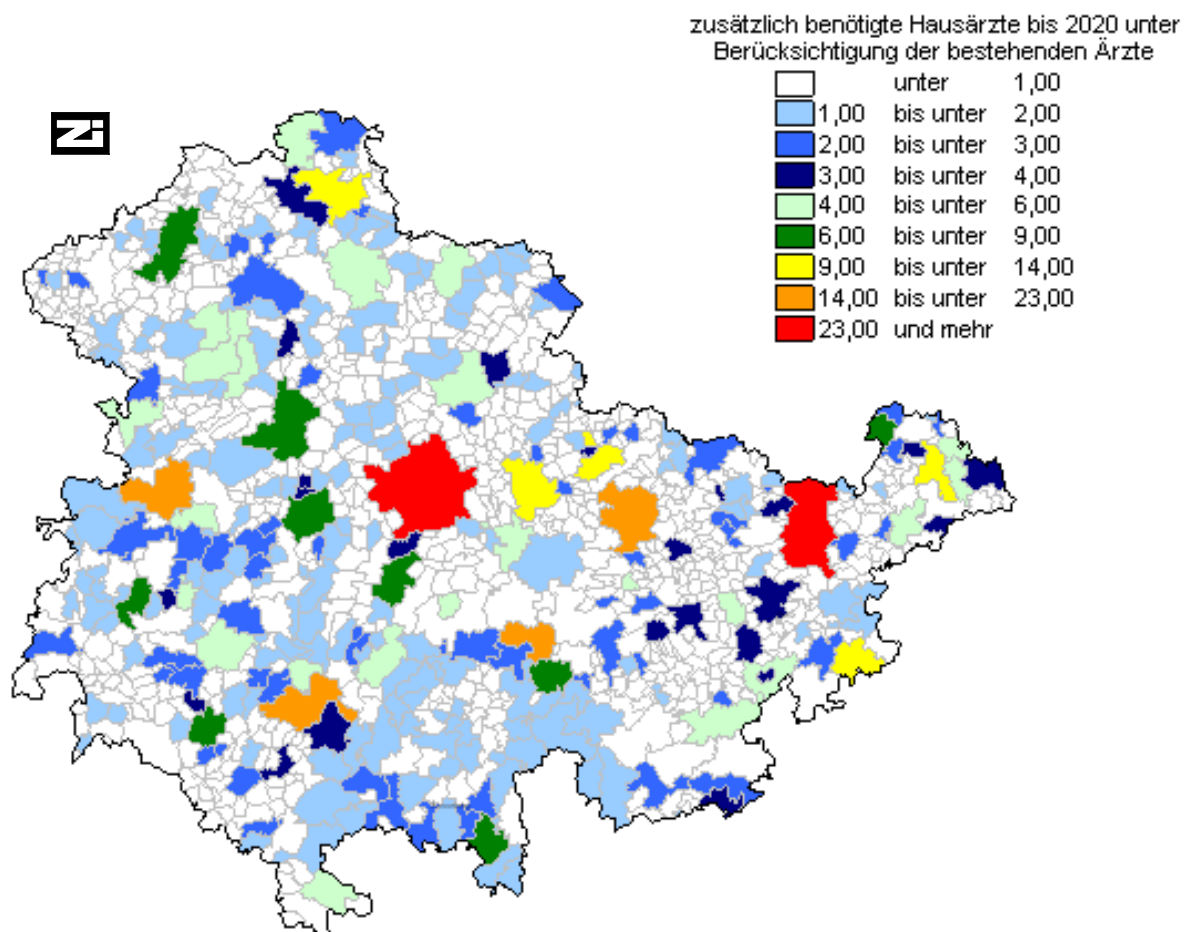 zusätzlich benötigte Hausärzte bis 2020 unter
Berücksichtigung der bestehenden Ärzte
unter 1,00
1,00 bis unter 2,00
2,00 bis unter 3,00
3,00 bis unter 4,00
4,00 bis unter 6,00
6,00 bis unter 9,00
9,00 bis unter 14,00
14,00 bis unter 23,00
23,00 und mehr
Zi